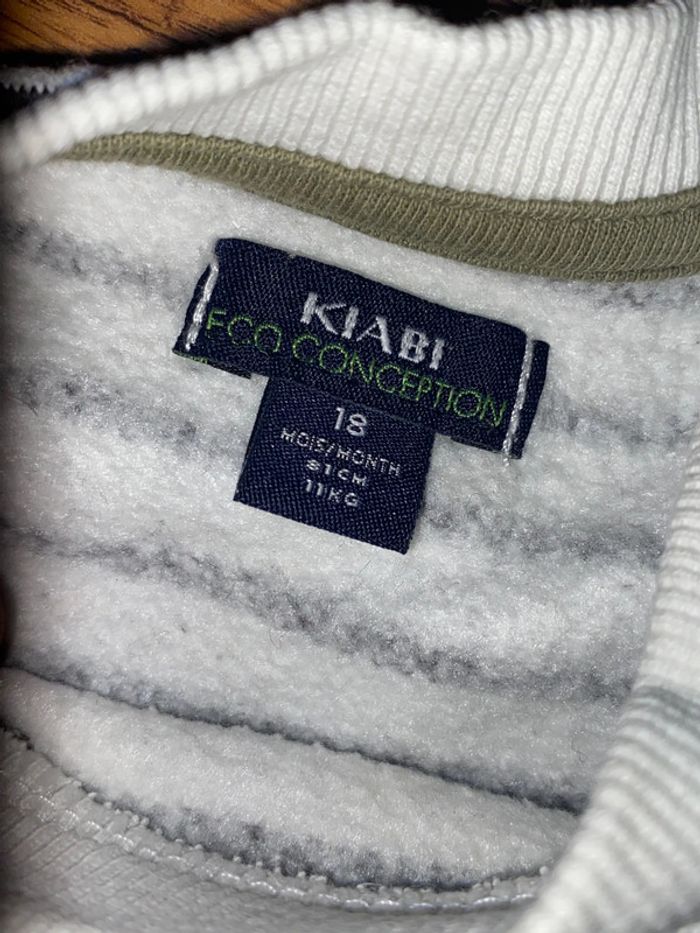 KIABI
ECO CONCEPTION
18
MOIS/MONTH
81CM
11KG